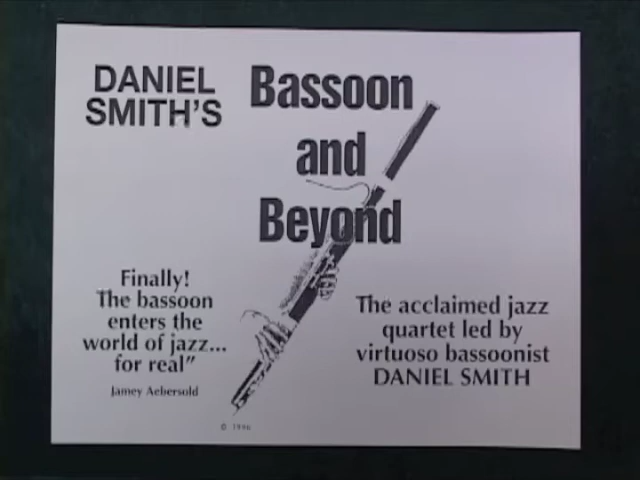 DANIEL
SMITH'S
Bassoon
and
Beyond
Finally!
The bassoon
enters the
world of jazz...
for real”
Jamey Aebersold
The acclaimed jazz
quartet led by
virtuoso bassoonist
DANIEL SMITH
© 1996